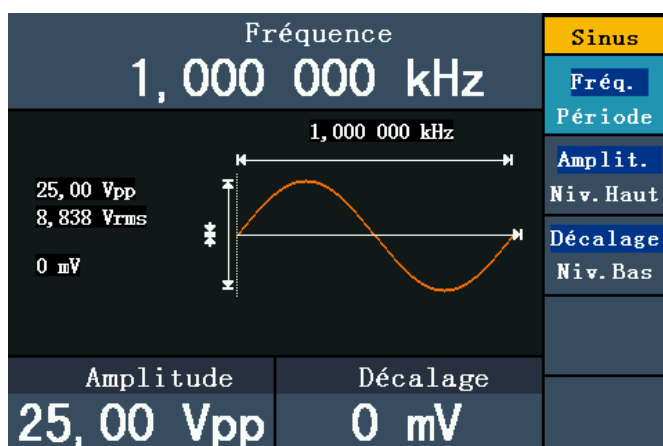 Fréquence
1,000 000 kHz
1,000 000 kHz
25,00 Vpp
8,838 Vrms
0 mV
Amplitude
25,00 Vpp
Décalage
0 mV
Sinus
Fréq.
Période
Amplit.
Niv.Haut
Décalage
Niv.Bas